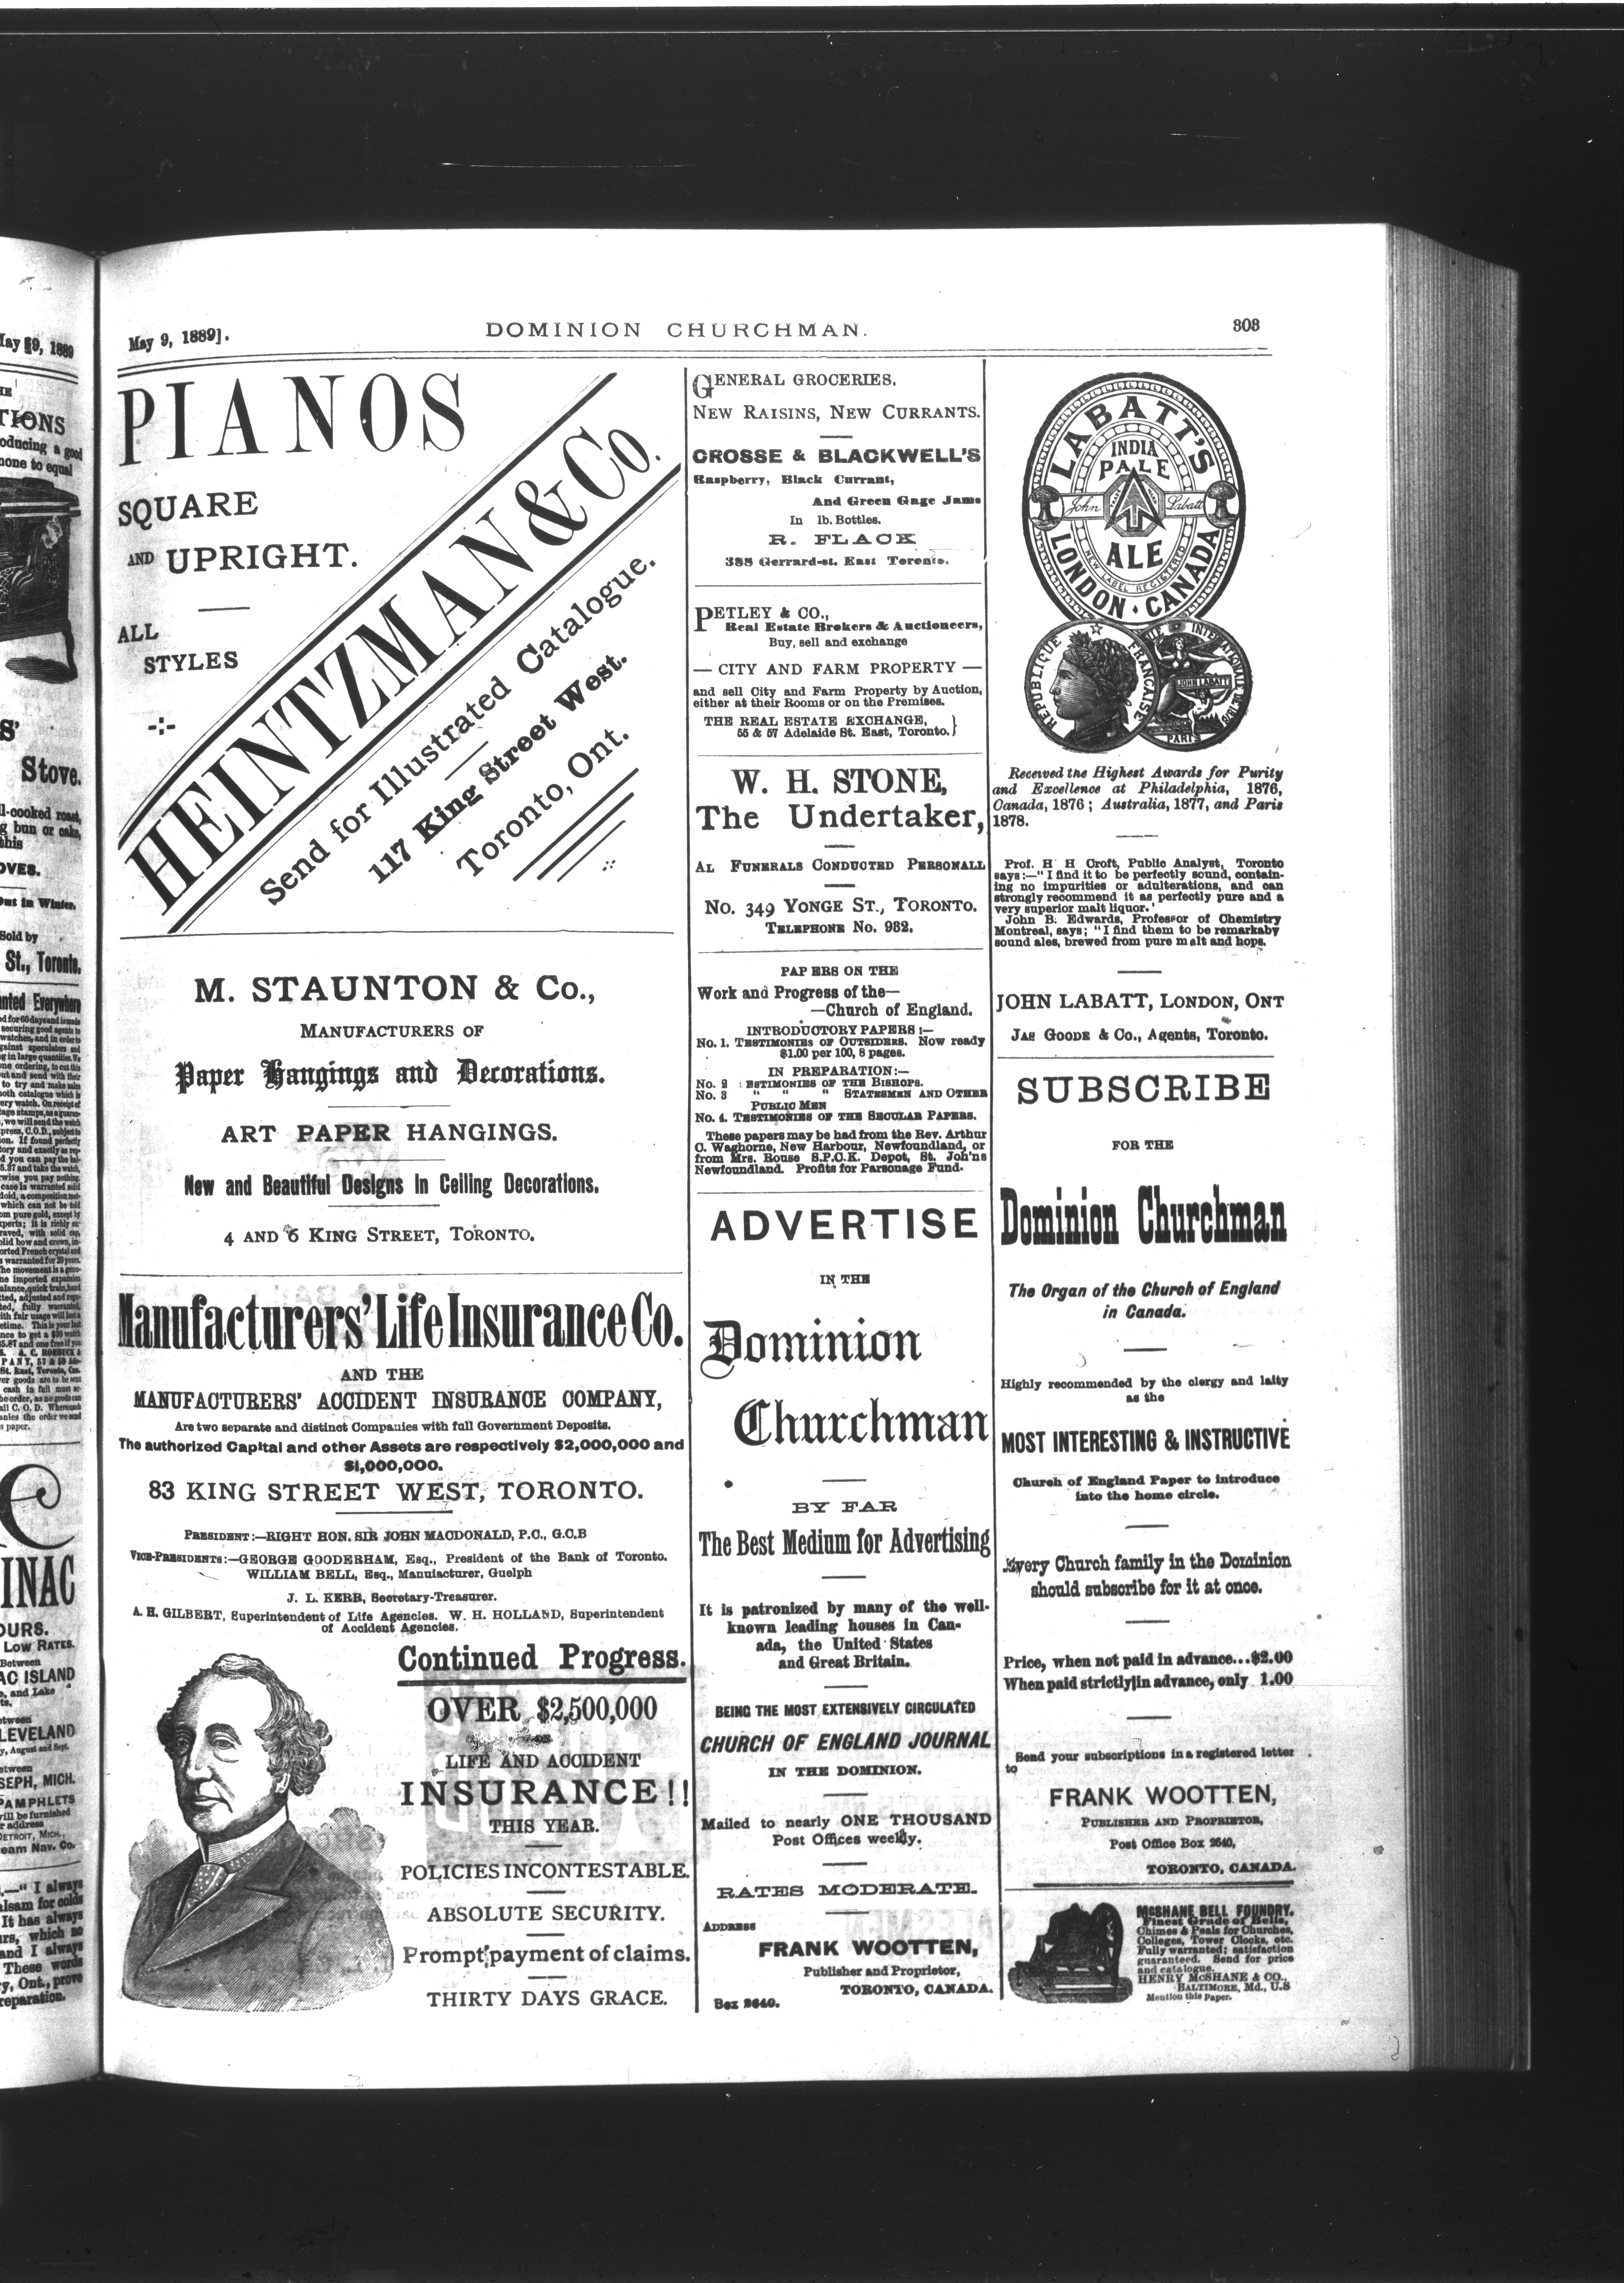 May 9, 1889].
DOMINION CHURCHMAN.
303
PIANOS
SQUARE
AND UPRIGHT.
ALL
STYLES
HEINTZMAN & CO.
Send for Illustrated Catalogue.
117 King Street West.
Toronto, Ont.
M. STAUNTON & Co.,
MANUFACTURERS OF
Paper Hangings and Decorations.
ART PAPER HANGINGS.
New and Beautiful Designs in Ceiling Decorations.
4 AND 6 KING STREET, TORONTO.
Manufacturers' Life Insurance Co.
AND THE
MANUFACTURERS' ACCIDENT INSURANCE COMPANY,
Are two separate and distinct Companies with full Government Deposits.
The authorized Capital and other Assets are respectively $2,000,000 and
$1,000,000.
83 KING STREET WEST, TORONTO.
PRESIDENT:—RIGHT HON. SIR JOHN MACDONALD, P.C., G.C.B
VICE-PRESIDENTS:—GEORGE GOODERHAM, Esq., President of the Bank of Toronto.
WILLIAM BELL, Esq., Manufacturer, Guelph
J. L. KERR, Secretary-Treasurer.
A. H. GILBERT, Superintendent of Life Agencies. W. H. HOLLAND, Superintendent
of Accident Agencies.
Continued Progress.
OVER $2,500,000
LIFE AND ACCIDENT
INSURANCE!!
THIS YEAR.
POLICIES INCONTESTABLE.
ABSOLUTE SECURITY.
Prompt payment of claims.
THIRTY DAYS GRACE.
GENERAL GROCERIES.
NEW RAISINS, NEW CURRANTS.
CROSSE & BLACKWELL'S
Raspberry, Black Currant,
And Green Gage Jams
In lb. Bottles.
R. FLACK
388 Gerrard-st. East Toronto.
PETLEY & CO.,
Real Estate Brokers & Auctioneers,
Buy, sell and exchange
— CITY AND FARM PROPERTY —
and sell City and Farm Property by Auction,
either at their Rooms or on the Premises.
THE REAL ESTATE EXCHANGE, }
55 & 57 Adelaide St. East, Toronto.
W. H. STONE,
The Undertaker,
AL FUNERALS CONDUCTED PERSONALL
NO. 349 YONGE ST., TORONTO.
TELEPHONE NO. 932.
PAP ERS ON THE
Work and Progress of the—
—Church of England.
INTRODUCTORY PAPERS :—
No. 1. TESTIMONIES OF OUTSIDERS. Now ready
$1.00 per 100, 8 pages.
IN PREPARATION:—
No. 2 : ESTIMONIES OF THE BISHOPS.
No. 3 " " " STATESMEN AND OTHER
PUBLIC MEN
No. 4. TESTIMONIES OF THE SECULAR PAPERS.
These papers may be had from the Rev. Arthur
C. Waghorne, New Harbour, Newfoundland, or
from Mrs. Rouse S.P.C.K. Depot, St. Joh'ns
Newfoundland. Profits for Parsonage Fund.
ADVERTISE
IN THE
Dominion
Churchman
BY FAR
The Best Medium for Advertising
It is patronized by many of the well-
known leading houses in Can-
ada, the United States
and Great Britain.
BEING THE MOST EXTENSIVELY CIRCULATED
CHURCH OF ENGLAND JOURNAL
IN THE DOMINION.
Mailed to nearly ONE THOUSAND
Post Offices weekly.
RATES MODERATE.
ADDRESS
FRANK WOOTTEN,
Publisher and Proprietor,
TORONTO, CANADA.
Box 2640.
LABATT'S
INDIA
PALE
John Labatt
ALE
NEW LABEL REGISTERED
LONDON · CANADA
REPUBLIQUE FRANCAISE
JOHN LABATT
PARIS
Received the Highest Awards for Purity
and Excellence at Philadelphia, 1876,
Canada, 1876 ; Australia, 1877, and Paris
1878.
Prof. H H Croft, Public Analyst, Toronto
says:—" I find it to be perfectly sound, contain-
ing no impurities or adulterations, and can
strongly recommend it as perfectly pure and a
very superior malt liquor.'
John B. Edwards, Professor of Chemistry
Montreal, says; "I find them to be remarkaby
sound ales, brewed from pure malt and hops.
JOHN LABATT, LONDON, ONT
JAS GOODE & Co., Agents, Toronto.
SUBSCRIBE
FOR THE
Dominion Churchman
The Organ of the Church of England
in Canada.
Highly recommended by the clergy and laity
as the
MOST INTERESTING & INSTRUCTIVE
Church of England Paper to introduce
into the home circle.
Every Church family in the Dominion
should subscribe for it at once.
Price, when not paid in advance...$2.00
When paid strictly in advance, only 1.00
Send your subscriptions in a registered letter
to
FRANK WOOTTEN,
PUBLISHER AND PROPRIETOR,
Post Office Box 2640,
TORONTO, CANADA.
MCSHANE BELL FOUNDRY.
Finest Grade of Bells,
Chimes & Peals for Churches,
Colleges, Tower Clocks, etc.
Fully warranted; satisfaction
guaranteed. Send for price
and catalogue.
HENRY MCSHANE & CO.,
BALTIMORE, Md., U.S
Mention this paper.